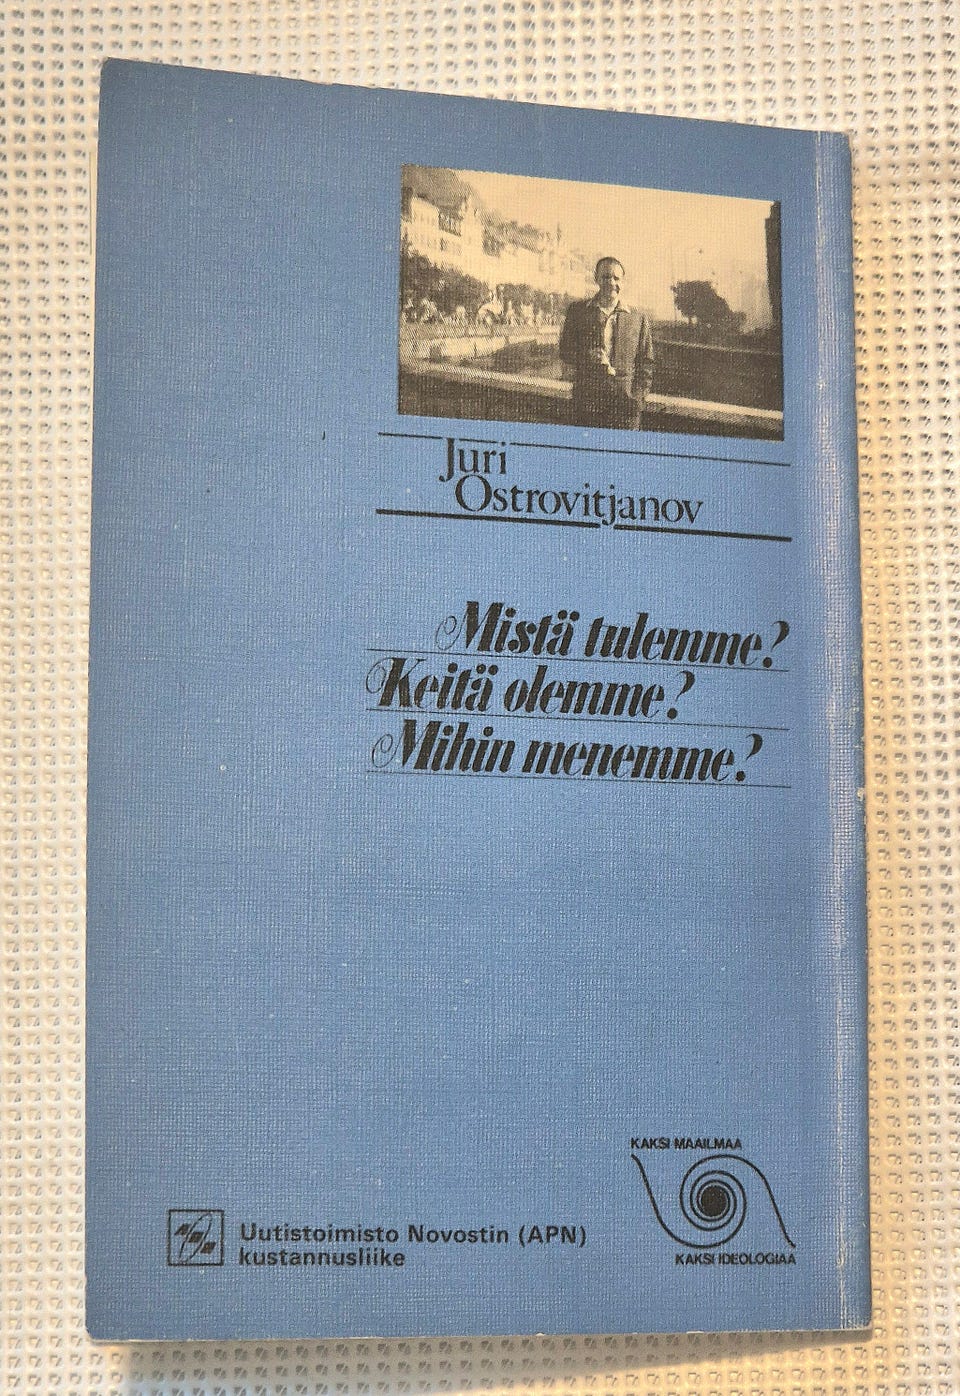 Juri
Ostrovitjanov
Mistä tulemme?
Keitä olemme?
Mihin menemme?
KAKSI MAAILMAA
KAKSI IDEOLOGIAA
Uutistoimisto Novostin (APN)
kustannusliike